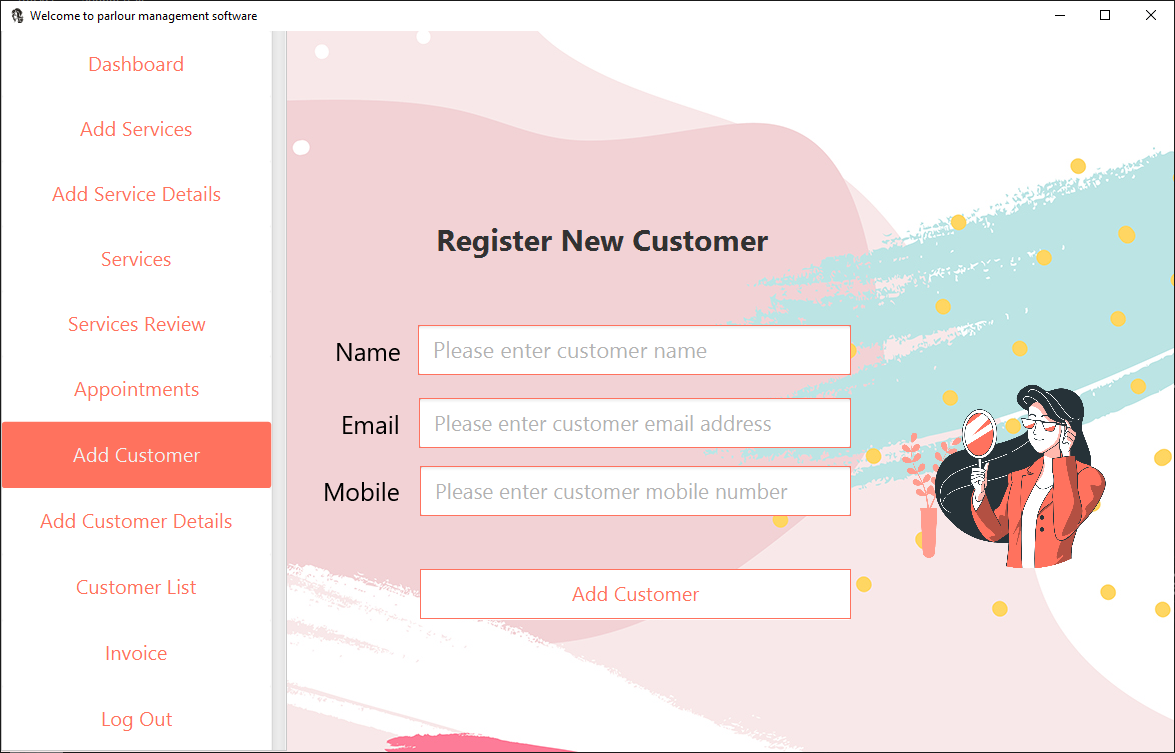 Welcome to parlour management software
Dashboard
Add Services
Add Service Details
Services
Services Review
Appointments
Add Customer
Add Customer Details
Customer List
Invoice
Log Out
Register New Customer
Name
Please enter customer name
Email
Please enter customer email address
Mobile
Please enter customer mobile number
Add Customer